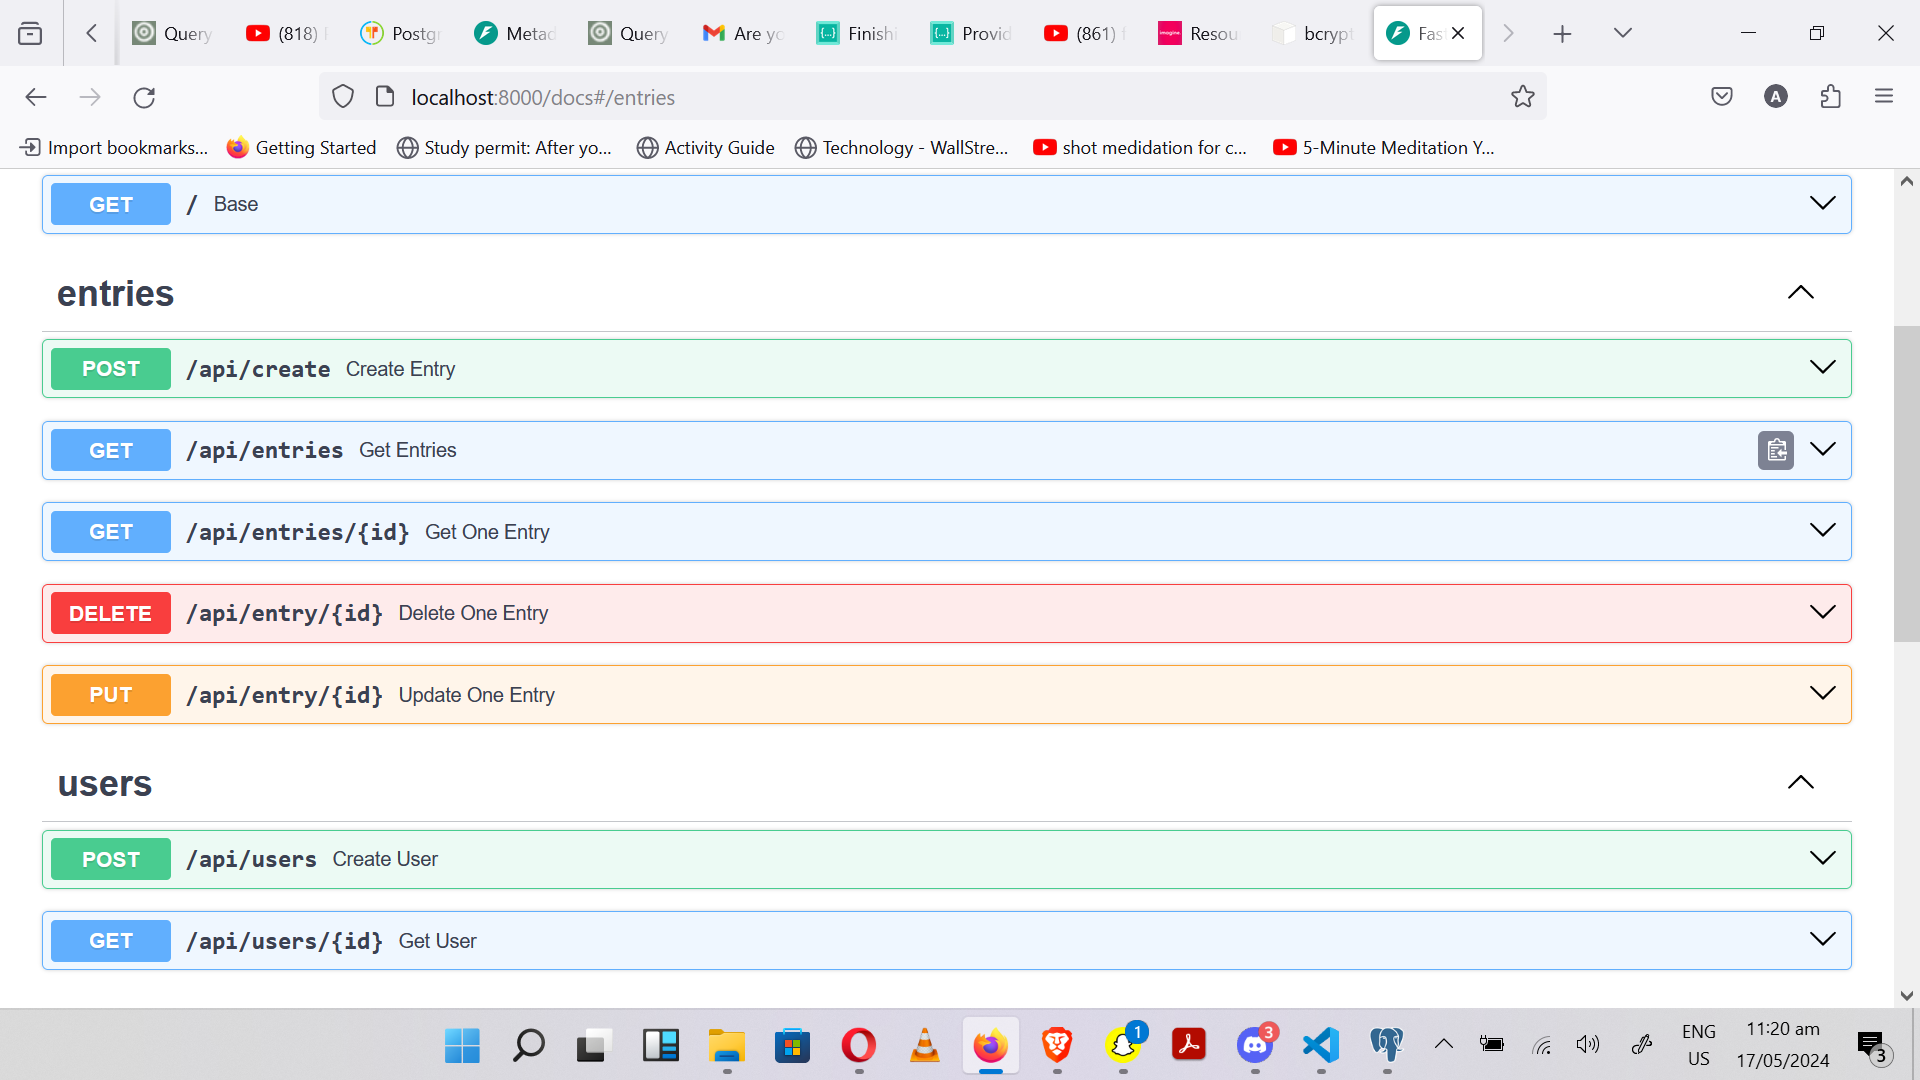 Query
(818)
Postgr
Metad
Query
Are yo
Finishi
Provid
(861) f
Resou
bcrypt
Fast
localhost:8000/docs#/entries
A
Import bookmarks...
Getting Started
Study permit: After yo...
Activity Guide
Technology - WallStre...
shot medidation for c...
5-Minute Meditation Y...
GET / Base
entries
POST /api/create Create Entry
GET /api/entries Get Entries
GET /api/entries/{id} Get One Entry
DELETE /api/entry/{id} Delete One Entry
PUT /api/entry/{id} Update One Entry
users
POST /api/users Create User
GET /api/users/{id} Get User
1
3
ENG
US
11:20 am
17/05/2024
3